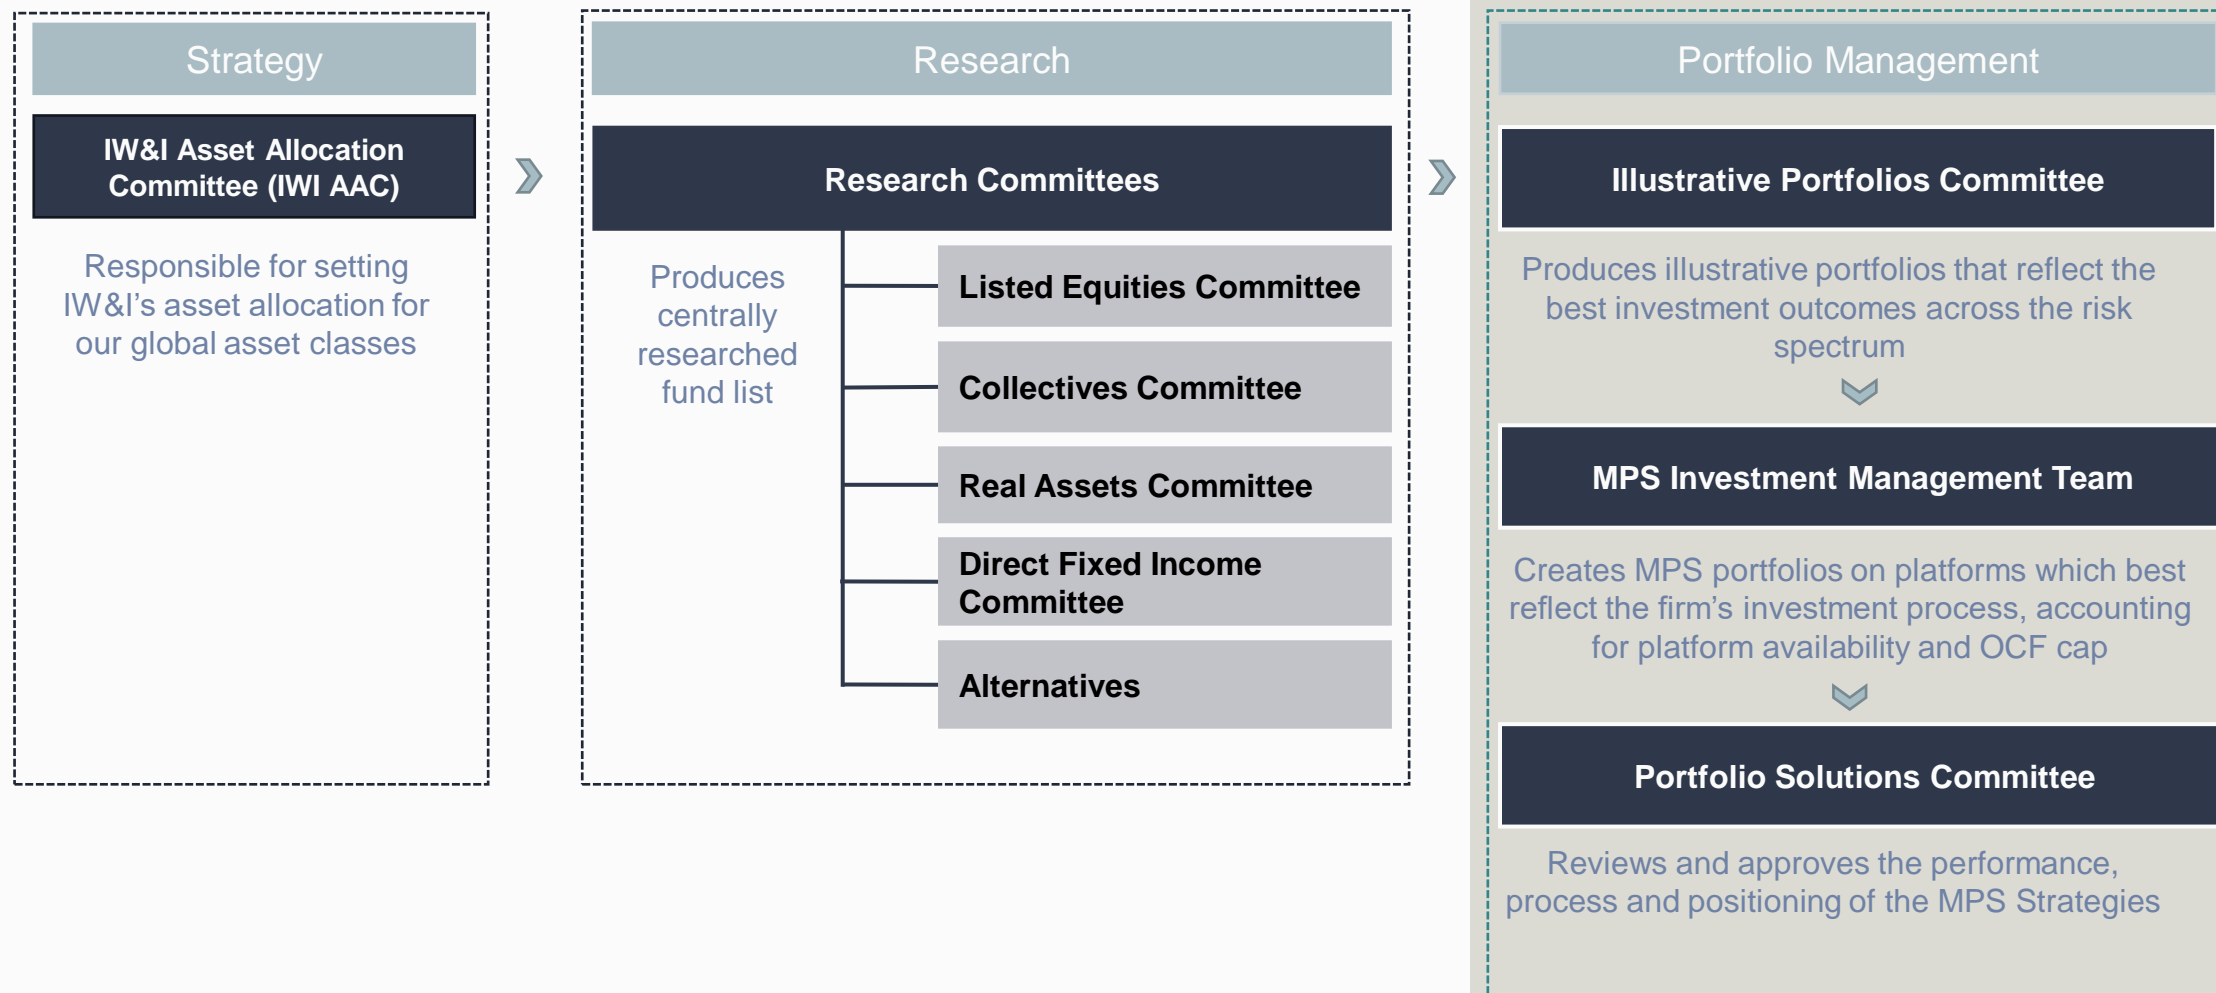 Strategy
IW&I Asset Allocation
Committee (IWI AAC)
Responsible for setting
IW&I’s asset allocation for
our global asset classes
Research
Research Committees
Produces
centrally
researched
fund list
Listed Equities Committee
Collectives Committee
Real Assets Committee
Direct Fixed Income
Committee
Alternatives
Portfolio Management
Illustrative Portfolios Committee
Produces illustrative portfolios that reflect the
best investment outcomes across the risk
spectrum
MPS Investment Management Team
Creates MPS portfolios on platforms which best
reflect the firm’s investment process, accounting
for platform availability and OCF cap
Portfolio Solutions Committee
Reviews and approves the performance,
process and positioning of the MPS Strategies